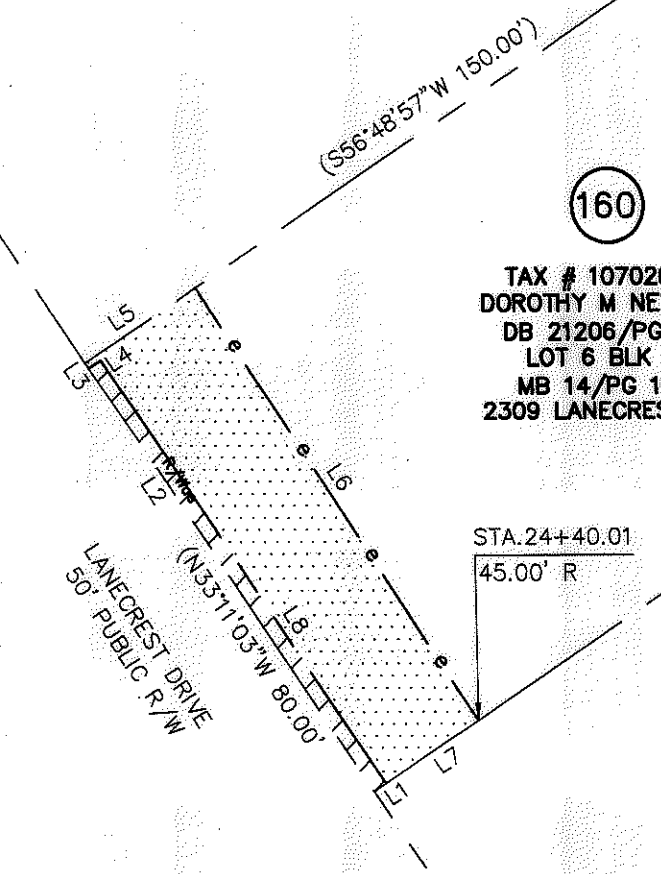 (S56°48'57"W 150.00')
160
TAX # 10702
DOROTHY M NE
DB 21206/PG
LOT 6 BLK
MB 14/PG 1
2309 LANECRES
L5
L4
L3
e
e
L6
L2
e
STA.24+40.01
45.00' R
LANECREST DRIVE
50' PUBLIC R/W
(N33°11'03"W 80.00'
L8
e
L7
L1